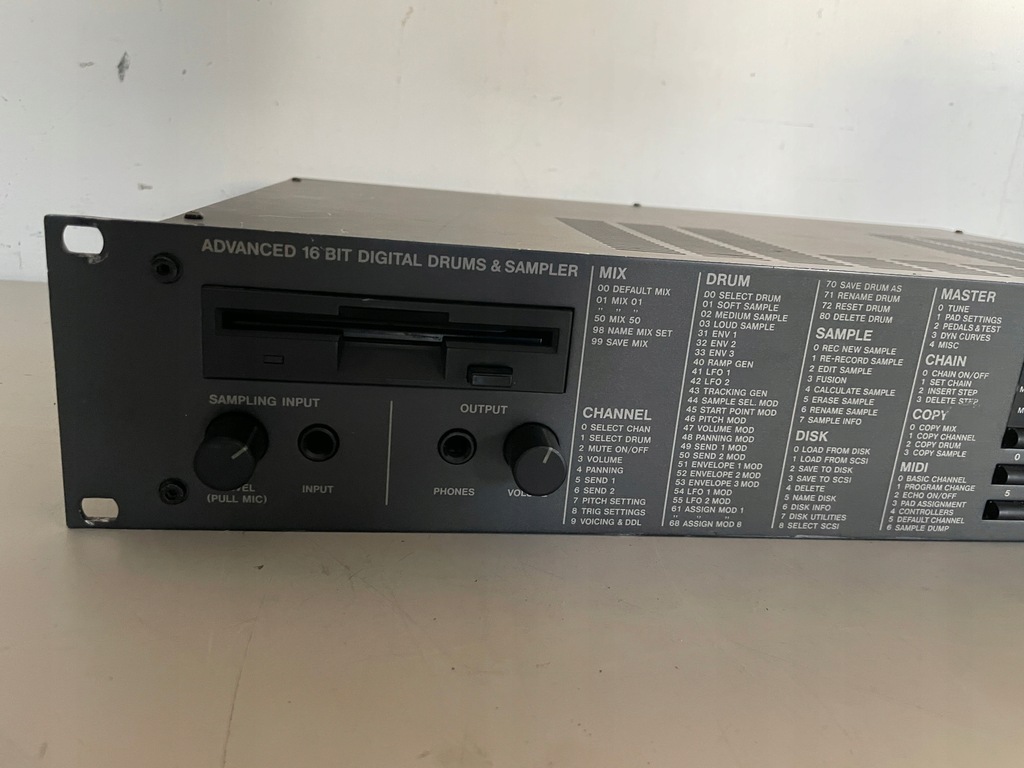 ADVANCED 16 BIT DIGITAL DRUMS & SAMPLER
SAMPLING INPUT
(PULL MIC)
INPUT
OUTPUT
PHONES
MIX
00 DEFAULT MIX
01 MIX 01
" " "
50 MIX 50
98 NAME MIX SET
99 SAVE MIX
CHANNEL
0 SELECT CHAN
1 SELECT DRUM
2 MUTE ON/OFF
3 VOLUME
4 PANNING
5 SEND 1
6 SEND 2
7 PITCH SETTING
8 TRIG SETTINGS
9 VOICING & DDL
DRUM
00 SELECT DRUM
01 SOFT SAMPLE
02 MEDIUM SAMPLE
03 LOUD SAMPLE
31 ENV 1
32 ENV 2
33 ENV 3
40 RAMP GEN
41 LFO 1
42 LFO 2
43 TRACKING GEN
44 SAMPLE SEL. MOD
45 START POINT MOD
46 PITCH MOD
47 VOLUME MOD
48 PANNING MOD
49 SEND 1 MOD
50 SEND 2 MOD
51 ENVELOPE 1 MOD
52 ENVELOPE 2 MOD
53 ENVELOPE 3 MOD
54 LFO 1 MOD
55 LFO 2 MOD
61 ASSIGN MOD 1
" " "
68 ASSIGN MOD 8
70 SAVE DRUM AS
71 RENAME DRUM
72 RESET DRUM
80 DELETE DRUM
SAMPLE
0 REC NEW SAMPLE
1 RE-RECORD SAMPLE
2 EDIT SAMPLE
3 FUSION
4 CALCULATE SAMPLE
5 ERASE SAMPLE
6 RENAME SAMPLE
7 SAMPLE INFO
DISK
0 LOAD FROM DISK
1 LOAD FROM SCSI
2 SAVE TO DISK
3 SAVE TO SCSI
4 DELETE
5 NAME DISK
6 DISK INFO
7 DISK UTILITIES
8 SELECT SCSI
MASTER
0 TUNE
1 PAD SETTINGS
2 PEDALS & TEST
3 DYN CURVES
4 MISC
CHAIN
0 CHAIN ON/OFF
1 SET CHAIN
2 INSERT STEP
3 DELETE STEP
COPY
0 COPY MIX
1 COPY CHANNEL
2 COPY DRUM
3 COPY SAMPLE
MIDI
0 BASIC CHANNEL
1 PROGRAM CHANGE
2 ECHO ON/OFF
3 PAD ASSIGNMENT
4 CONTROLLERS
5 DEFAULT CHANNEL
6 SAMPLE DUMP
0
5